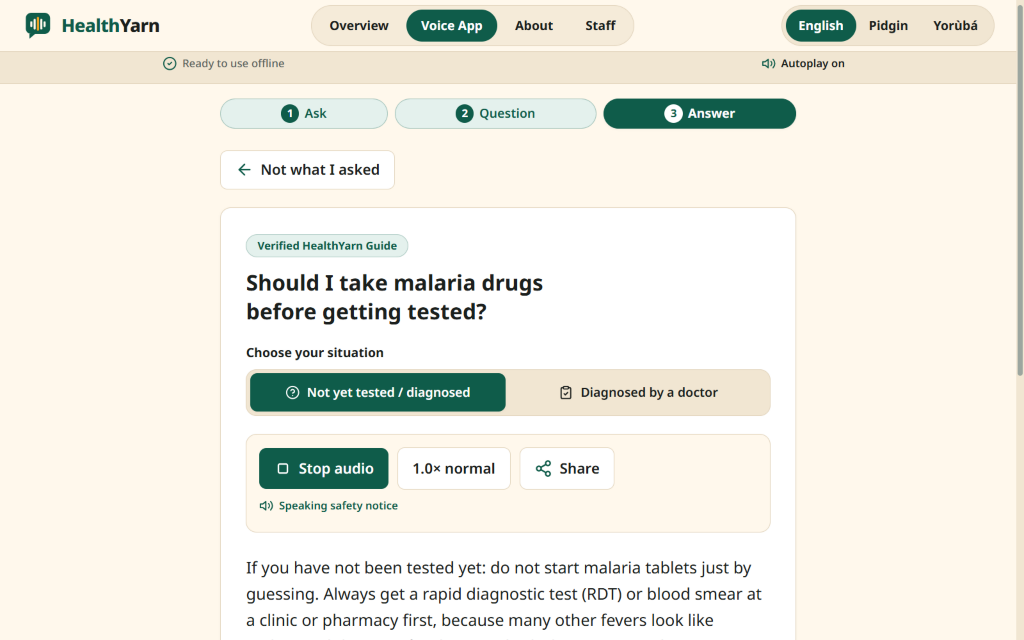 HealthYarn
Overview Voice App About Staff
English Pidgin Yorùbá
Ready to use offline
Autoplay on
1 Ask
2 Question
3 Answer
Not what I asked
Verified HealthYarn Guide
Should I take malaria drugs
before getting tested?
Choose your situation
Not yet tested / diagnosed
Diagnosed by a doctor
Stop audio
1.0× normal
Share
Speaking safety notice
If you have not been tested yet: do not start malaria tablets just by
guessing. Always get a rapid diagnostic test (RDT) or blood smear at
a clinic or pharmacy first, because many other fevers look like